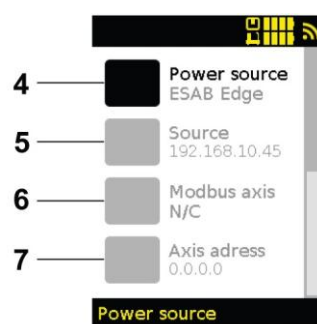 4
Power source
ESAB Edge
5
Source
192.168.10.45
6
Modbus axis
N/C
7
Axis adress
0.0.0.0
Power source